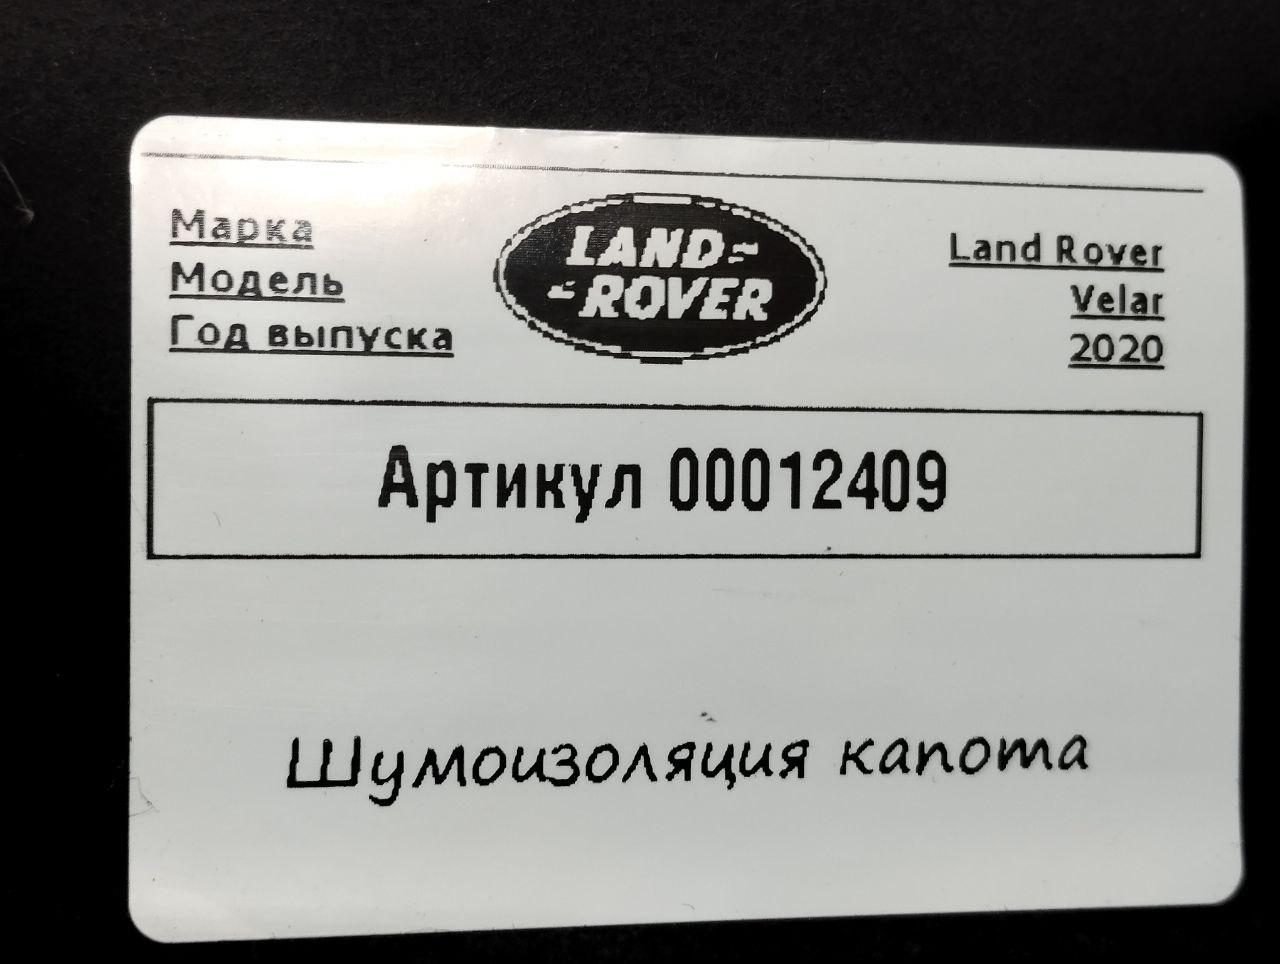 Марка
Модель
Год выпуска
LAND
ROVER
Land Rover
Velar
2020
Артикул 00012409
Шумоизоляция капота